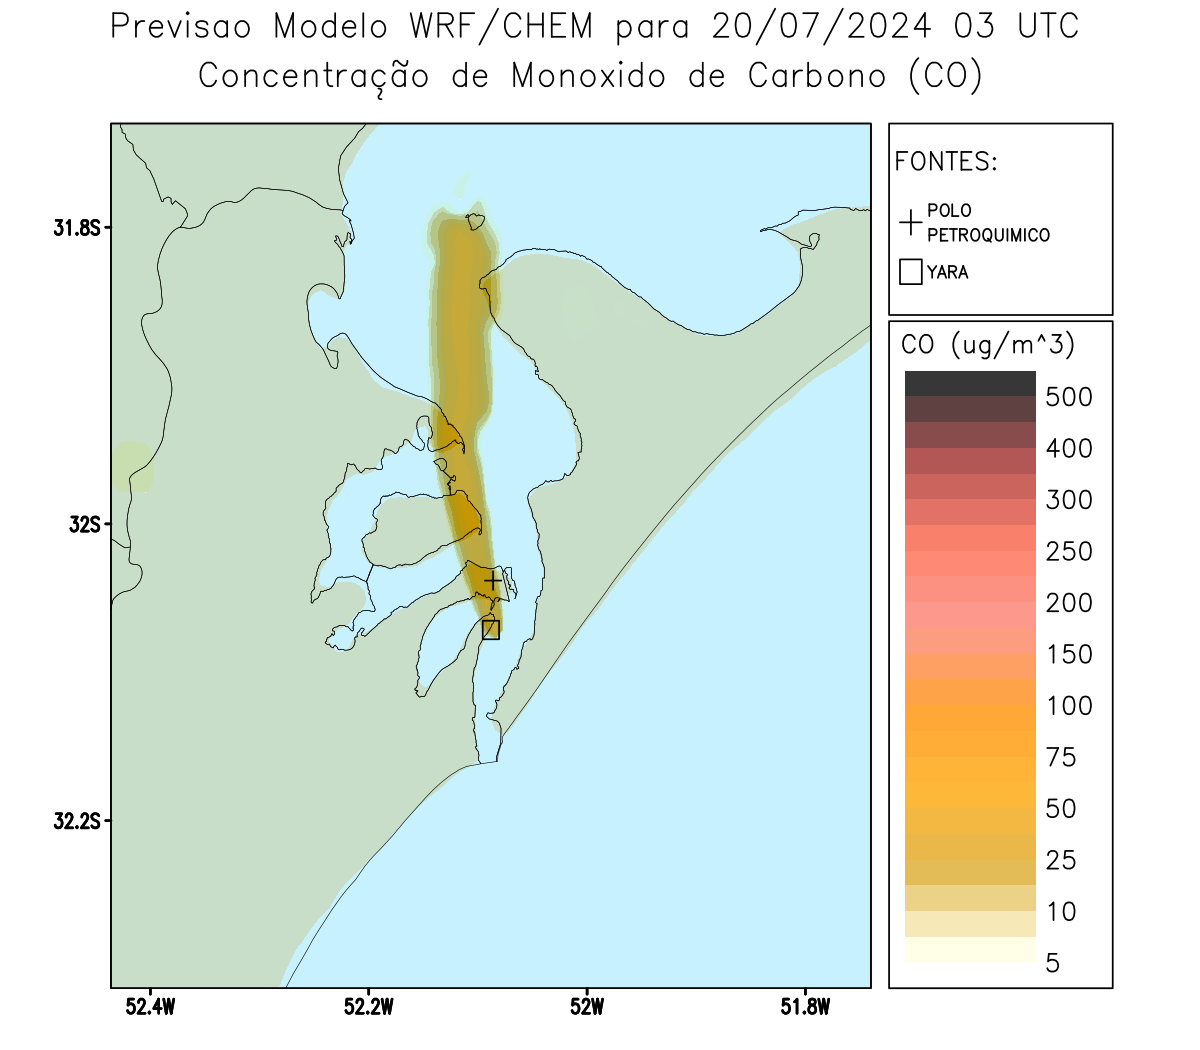 Previsao Modelo WRF/CHEM para 20/07/2024 03 UTC
Concentração de Monoxido de Carbono (CO)
FONTES:
POLO
PETROQUIMICO
YARA
CO (ug/m^3)
500
400
300
250
200
150
100
75
50
25
10
5
31.8S
32S
32.2S
52.4W
52.2W
52W
51.8W